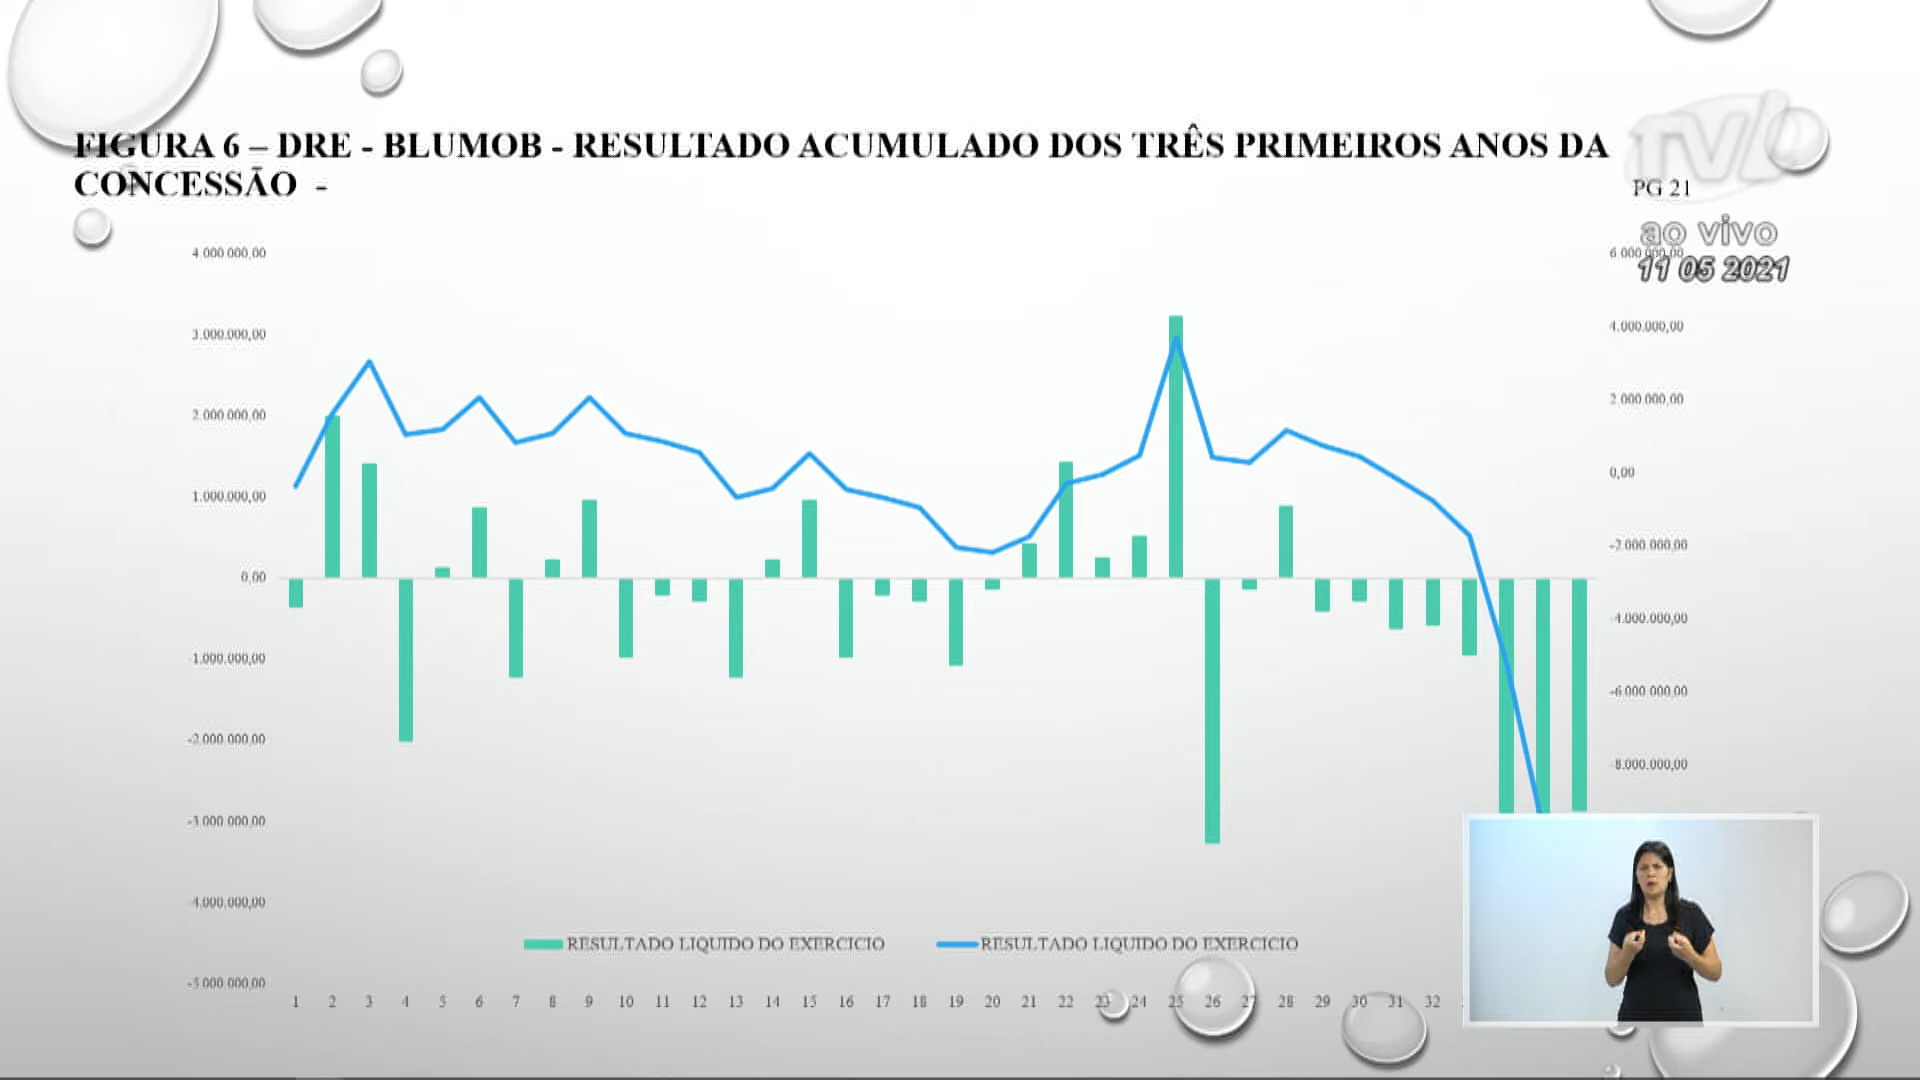 FIGURA 6 – DRE - BLUMOB - RESULTADO ACUMULADO DOS TRÊS PRIMEIROS ANOS DA
CONCESSÃO -
PG 21
TV
ao vivo
11 05 2021
4 000 000,00
3.000.000,00
2 000 000,00
1.000.000,00
0,00
-1.000.000,00
-2.000.000,00
-3 000 000,00
-4.000.000,00
-5 000 000,00
6 000 000,00
4.000.000,00
2 000 000,00
0,00
-2.000.000,00
-4.000.000,00
-6 000 000,00
-8.000.000,00
RESULTADO LIQUIDO DO EXERCICIO RESULTADO LIQUIDO DO EXERCICIO
1 2 3 4 5 6 7 8 9 10 11 12 13 14 15 16 17 18 19 20 21 22 23 24 25 26 27 28 29 30 31 32